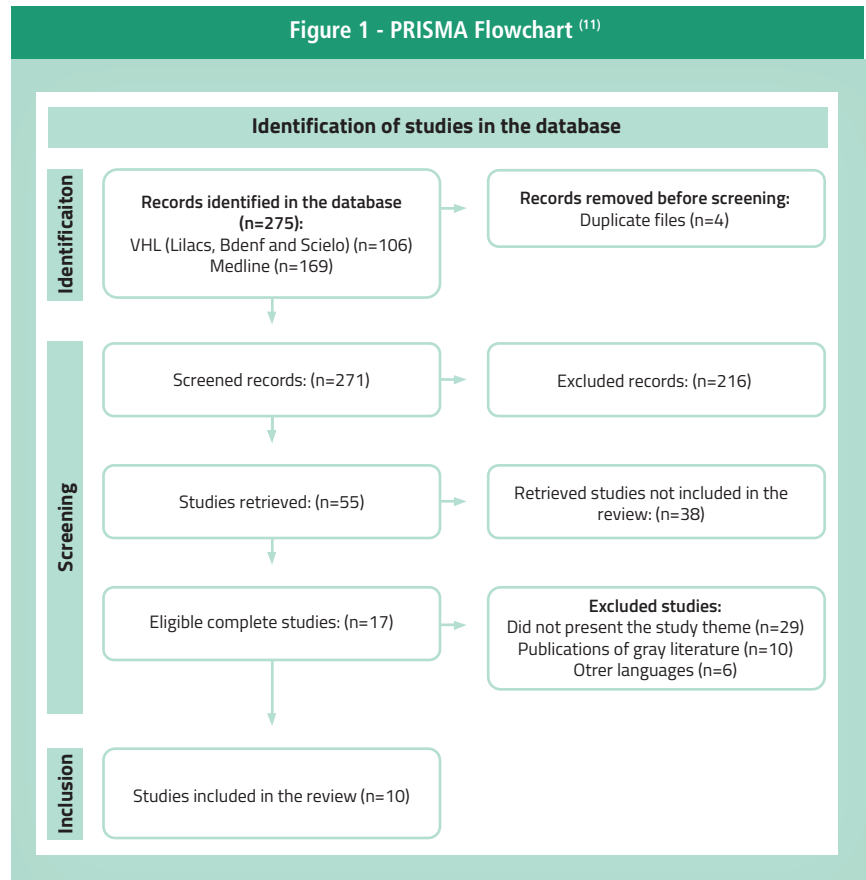 Figure 1 - PRISMA Flowchart (11)
Identification of studies in the database
Identificaiton
Records identified in the database
(n=275):
VHL (Lilacs, Bdenf and Scielo) (n=106)
Medline (n=169)
Records removed before screening:
Duplicate files (n=4)
Screening
Screened records: (n=271)
Excluded records: (n=216)
Studies retrieved: (n=55)
Retrieved studies not included in the
review: (n=38)
Eligible complete studies: (n=17)
Excluded studies:
Did not present the study theme (n=29)
Publications of gray literature (n=10)
Otrer languages (n=6)
Inclusion
Studies included in the review (n=10)